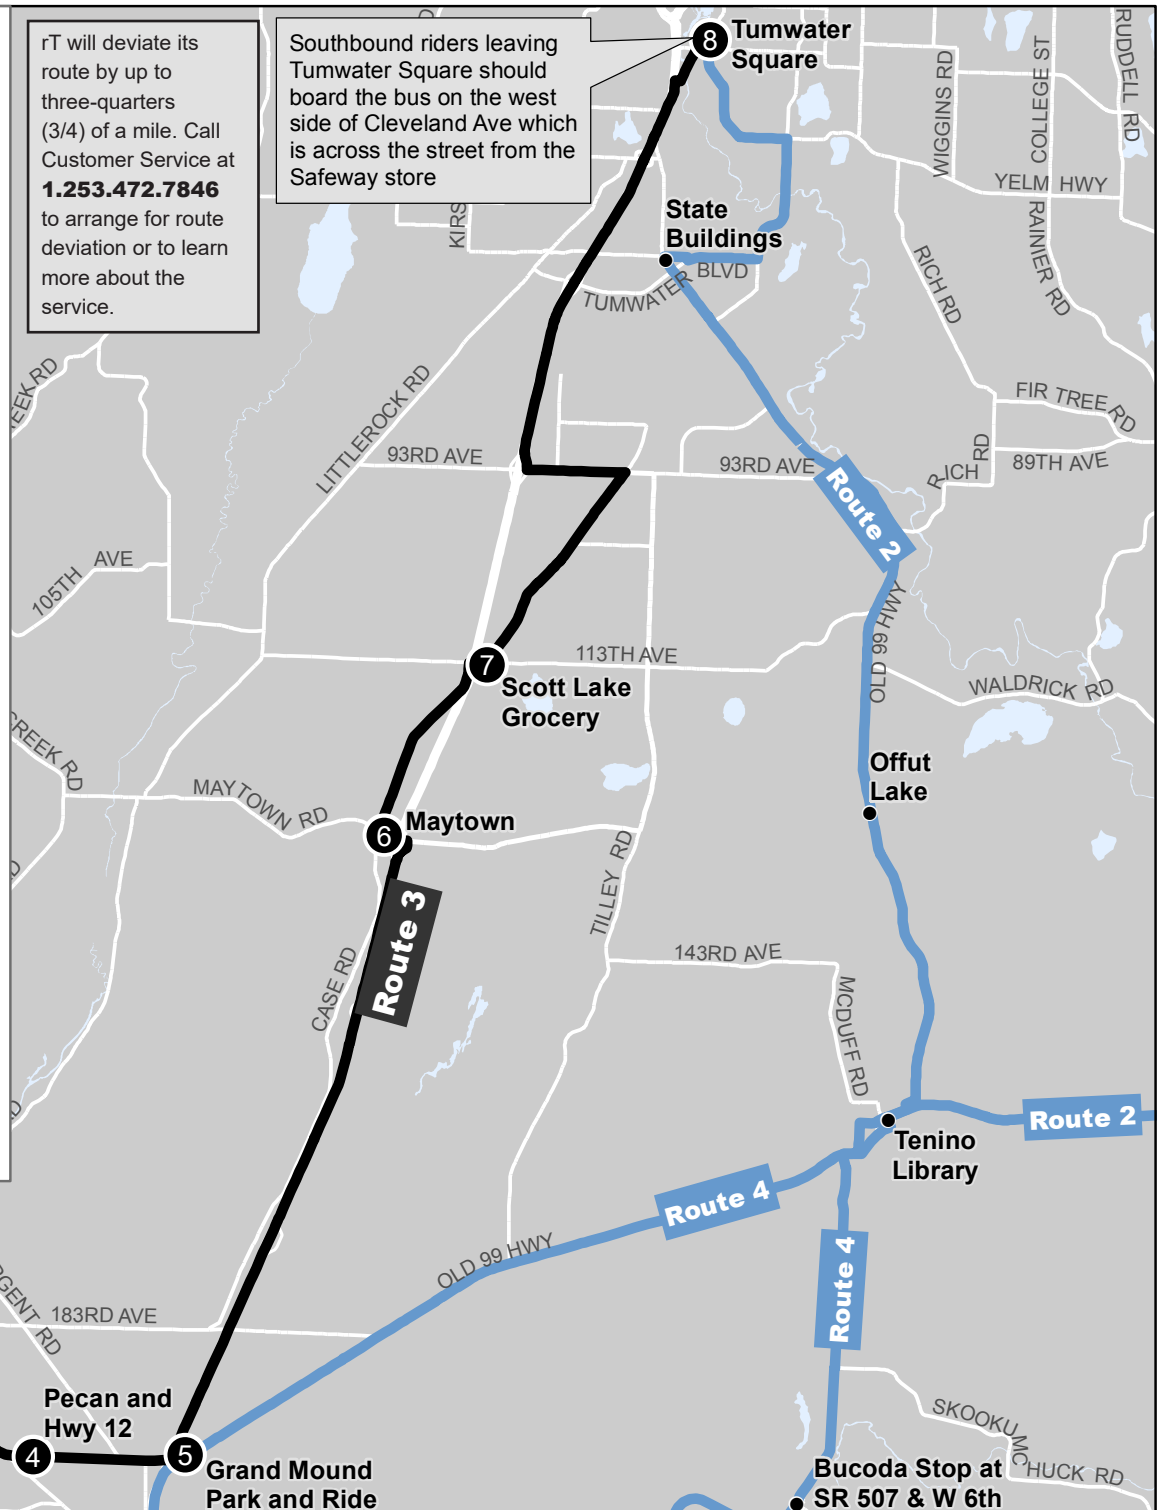 rT will deviate its
route by up to
three-quarters
(3/4) of a mile. Call
Customer Service at
1.253.472.7846
to arrange for route
deviation or to learn
more about the
service.
Southbound riders leaving
Tumwater Square should
board the bus on the west
side of Cleveland Ave which
is across the street from the
Safeway store
8
Tumwater
Square
WIGGINS RD
COLLEGE ST
RUDDELL RD
YELM HWY
RAINIER RD
RICH RD
State
Buildings
TUMWATER BLVD
LITTLEROCK RD
FIR TREE RD
93RD AVE
93RD AVE
RICH RD
89TH AVE
Route 2
105TH AVE
OLD 99 HWY
113TH AVE
7
Scott Lake
Grocery
WALDRICK RD
CREEK RD
MAYTOWN RD
Offut
Lake
6
Maytown
TILLEY RD
Route 3
CASE RD
143RD AVE
MCDUFF RD
Route 2
Tenino
Library
Route 4
OLD 99 HWY
Route 4
183RD AVE
Pecan and
Hwy 12
4
5
Grand Mound
Park and Ride
SKOOKUMCHUCK RD
Bucoda Stop at
SR 507 & W 6th